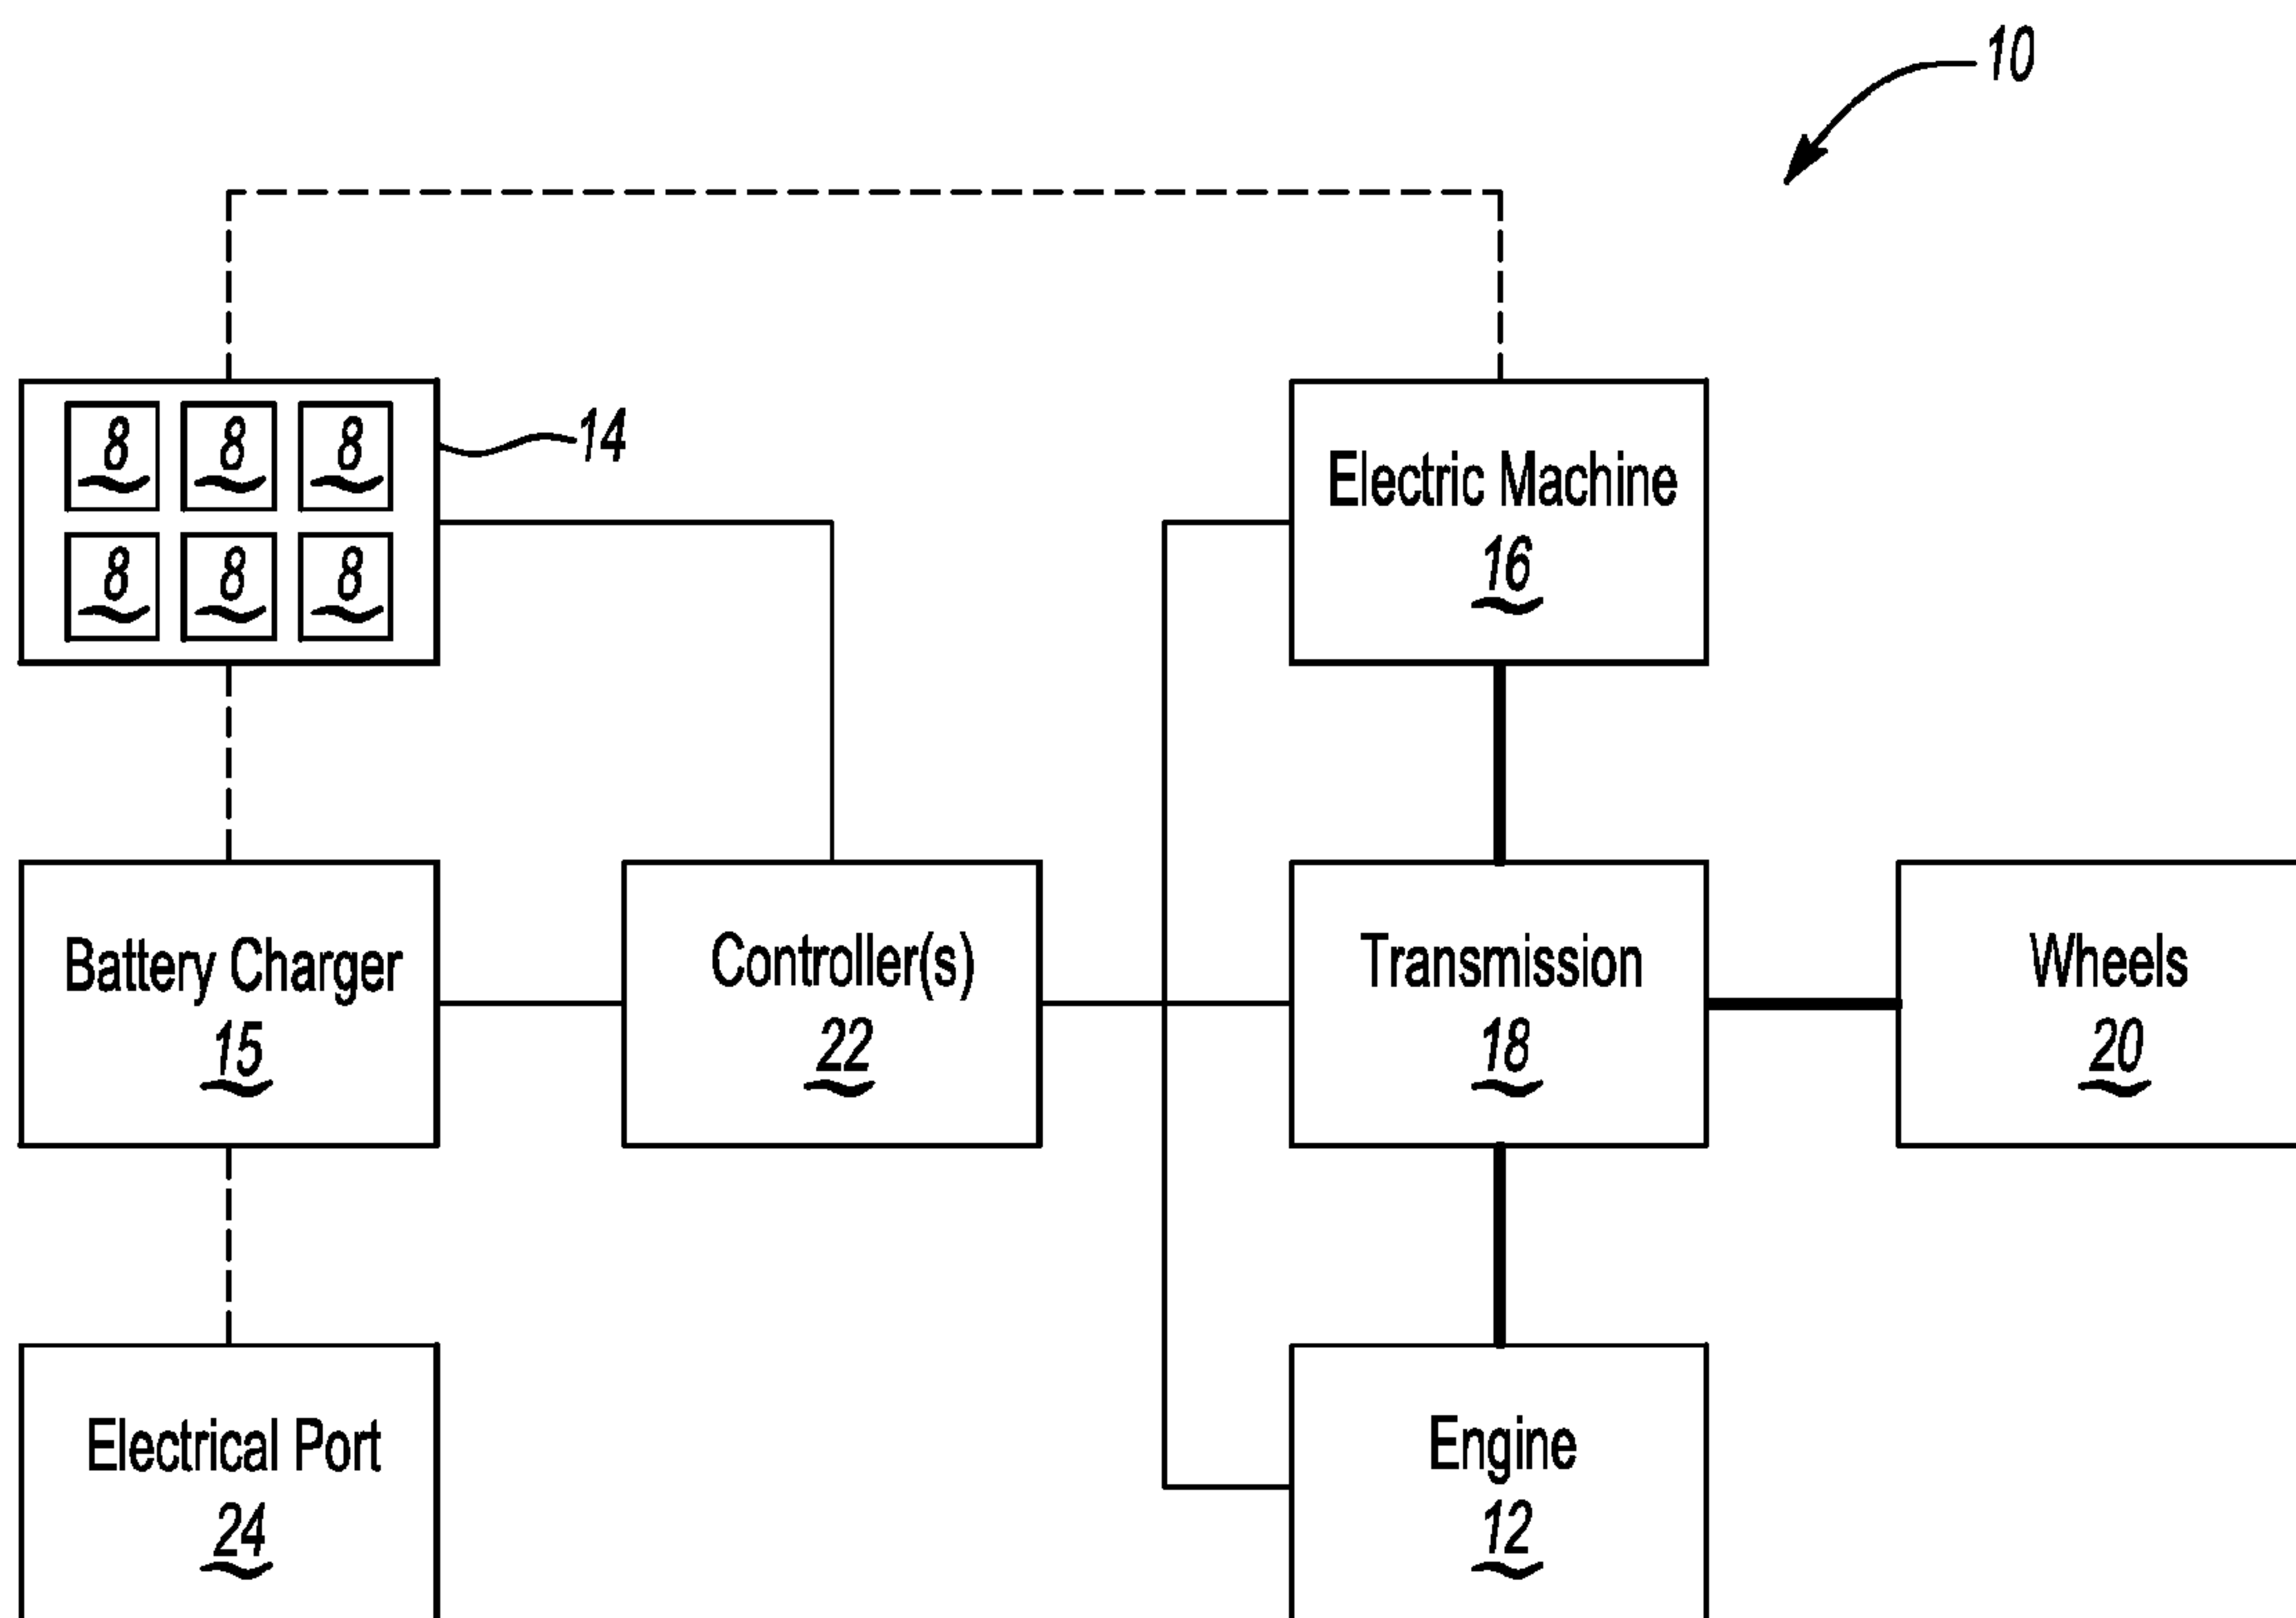 10
8 8 8
14
8 8 8
Electric Machine
16
Battery Charger
15
Controller(s)
22
Transmission
18
Wheels
20
Electrical Port
24
Engine
12